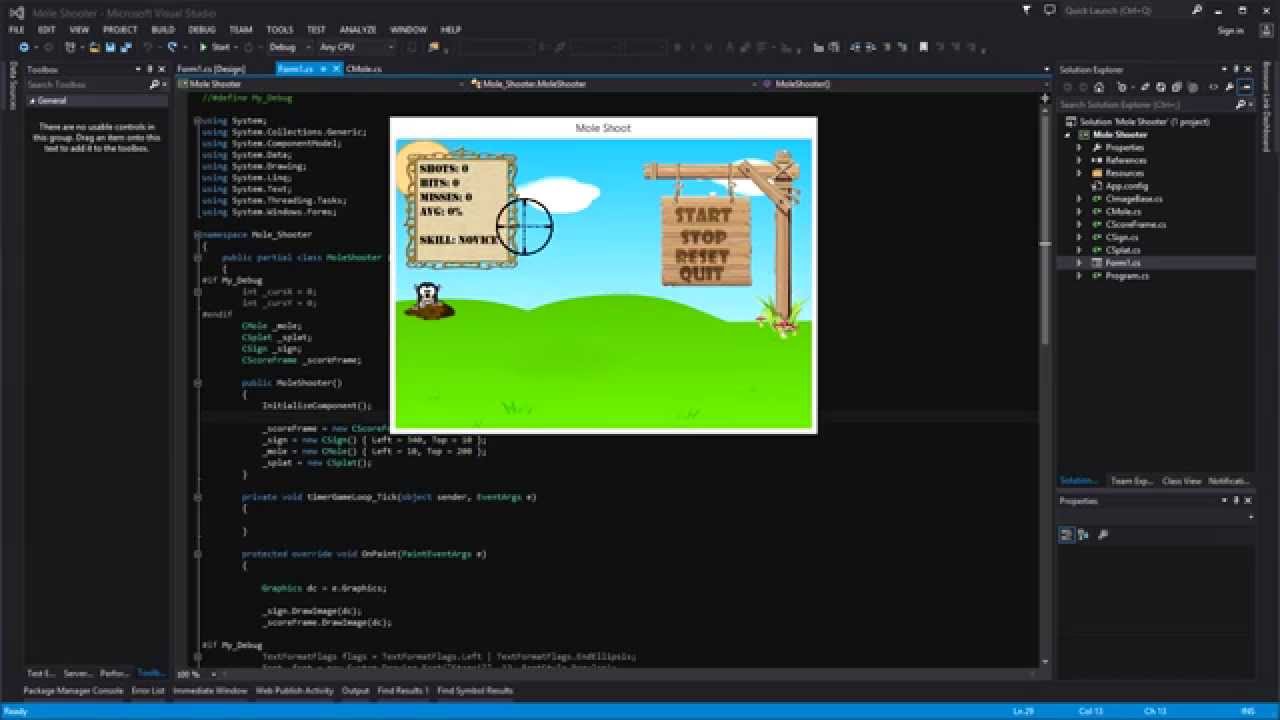 Mole Shooter - Microsoft Visual Studio
Quick Launch (Ctrl+Q)
FILE EDIT VIEW PROJECT BUILD DEBUG TEAM TOOLS TEST ANALYZE WINDOW HELP
Sign in
Start Debug Any CPU
Data Sources
Toolbox
Search Toolbox
General
There are no usable controls in
this group. Drag an item onto this
text to add it to the toolbox.
Form1.cs [Design] Form1.cs CMole.cs
Mole Shooter Mole_Shooter.MoleShooter MoleShooter()
//#define My_Debug
using System;
using System.Collections.Generic;
using System.ComponentModel;
using System.Data;
using System.Drawing;
using System.Linq;
using System.Text;
using System.Threading.Tasks;
using System.Windows.Forms;
namespace Mole_Shooter
{
public partial class MoleShooter
{
#if My_Debug
int _cursX = 0;
int _cursY = 0;
#endif
CMole _mole;
CSplat _splat;
CSign _sign;
CScoreFrame _scoreFrame;
public MoleShooter()
{
InitializeComponent();
_scoreFrame = new CScoreF
_sign = new CSign() { Left = 340, Top = 10 };
_mole = new CMole() { Left = 10, Top = 200 };
_splat = new CSplat();
}
private void timerGameLoop_Tick(object sender, EventArgs e)
{
}
protected override void OnPaint(PaintEventArgs e)
{
Graphics dc = e.Graphics;
_sign.DrawImage(dc);
_scoreFrame.DrawImage(dc);
#if My_Debug
TextFormatFlags flags = TextFormatFlags.Left | TextFormatFlags.EndEllipsis;
100 %
Mole Shoot
SHOTS: 0
HITS: 0
MISSES: 0
AVG: 0%
SKILL: NOVICE
START
STOP
RESET
QUIT
Solution Explorer
Search Solution Explorer (Ctrl+;)
Solution 'Mole Shooter' (1 project)
Mole Shooter
Properties
References
Resources
App.config
CImageBase.cs
CMole.cs
CScoreFrame.cs
CSign.cs
CSplat.cs
Form1.cs
Program.cs
Solution... Team Exp... Class View Notificati...
Properties
Browser Link Dashboard
Test E... Server... Perfor... Toolb...
Package Manager Console Error List Immediate Window Web Publish Activity Output Find Results 1 Find Symbol Results
Ready Ln 29 Col 13 Ch 13 INS